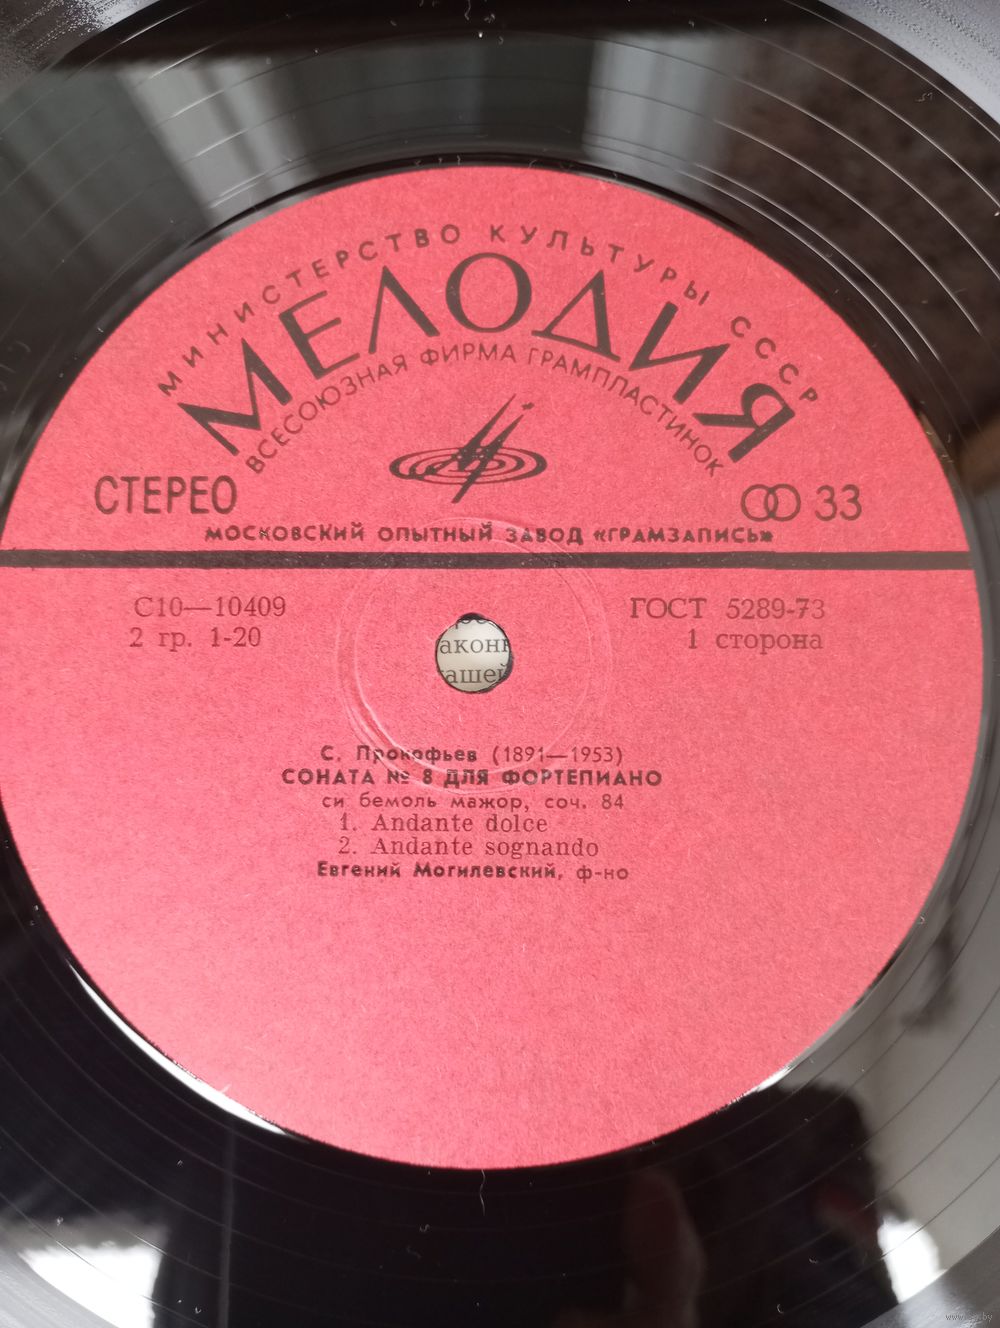 МИНИСТЕРСТВО КУЛЬТУРЫ СССР
МЕЛОДИЯ
ВСЕСОЮЗНАЯ ФИРМА ГРАМПЛАСТИНОК
СТЕРЕО
33
МОСКОВСКИЙ ОПЫТНЫЙ ЗАВОД «ГРАМЗАПИСЬ»
С10—10409
ГОСТ 5289-73
2 гр. 1-20
1 сторона
С. Прокофьев (1891—1953)
СОНАТА № 8 ДЛЯ ФОРТЕПИАНО
си бемоль мажор, соч. 84
1. Andante dolce
2. Andante sognando
Евгений Могилевский, ф-но